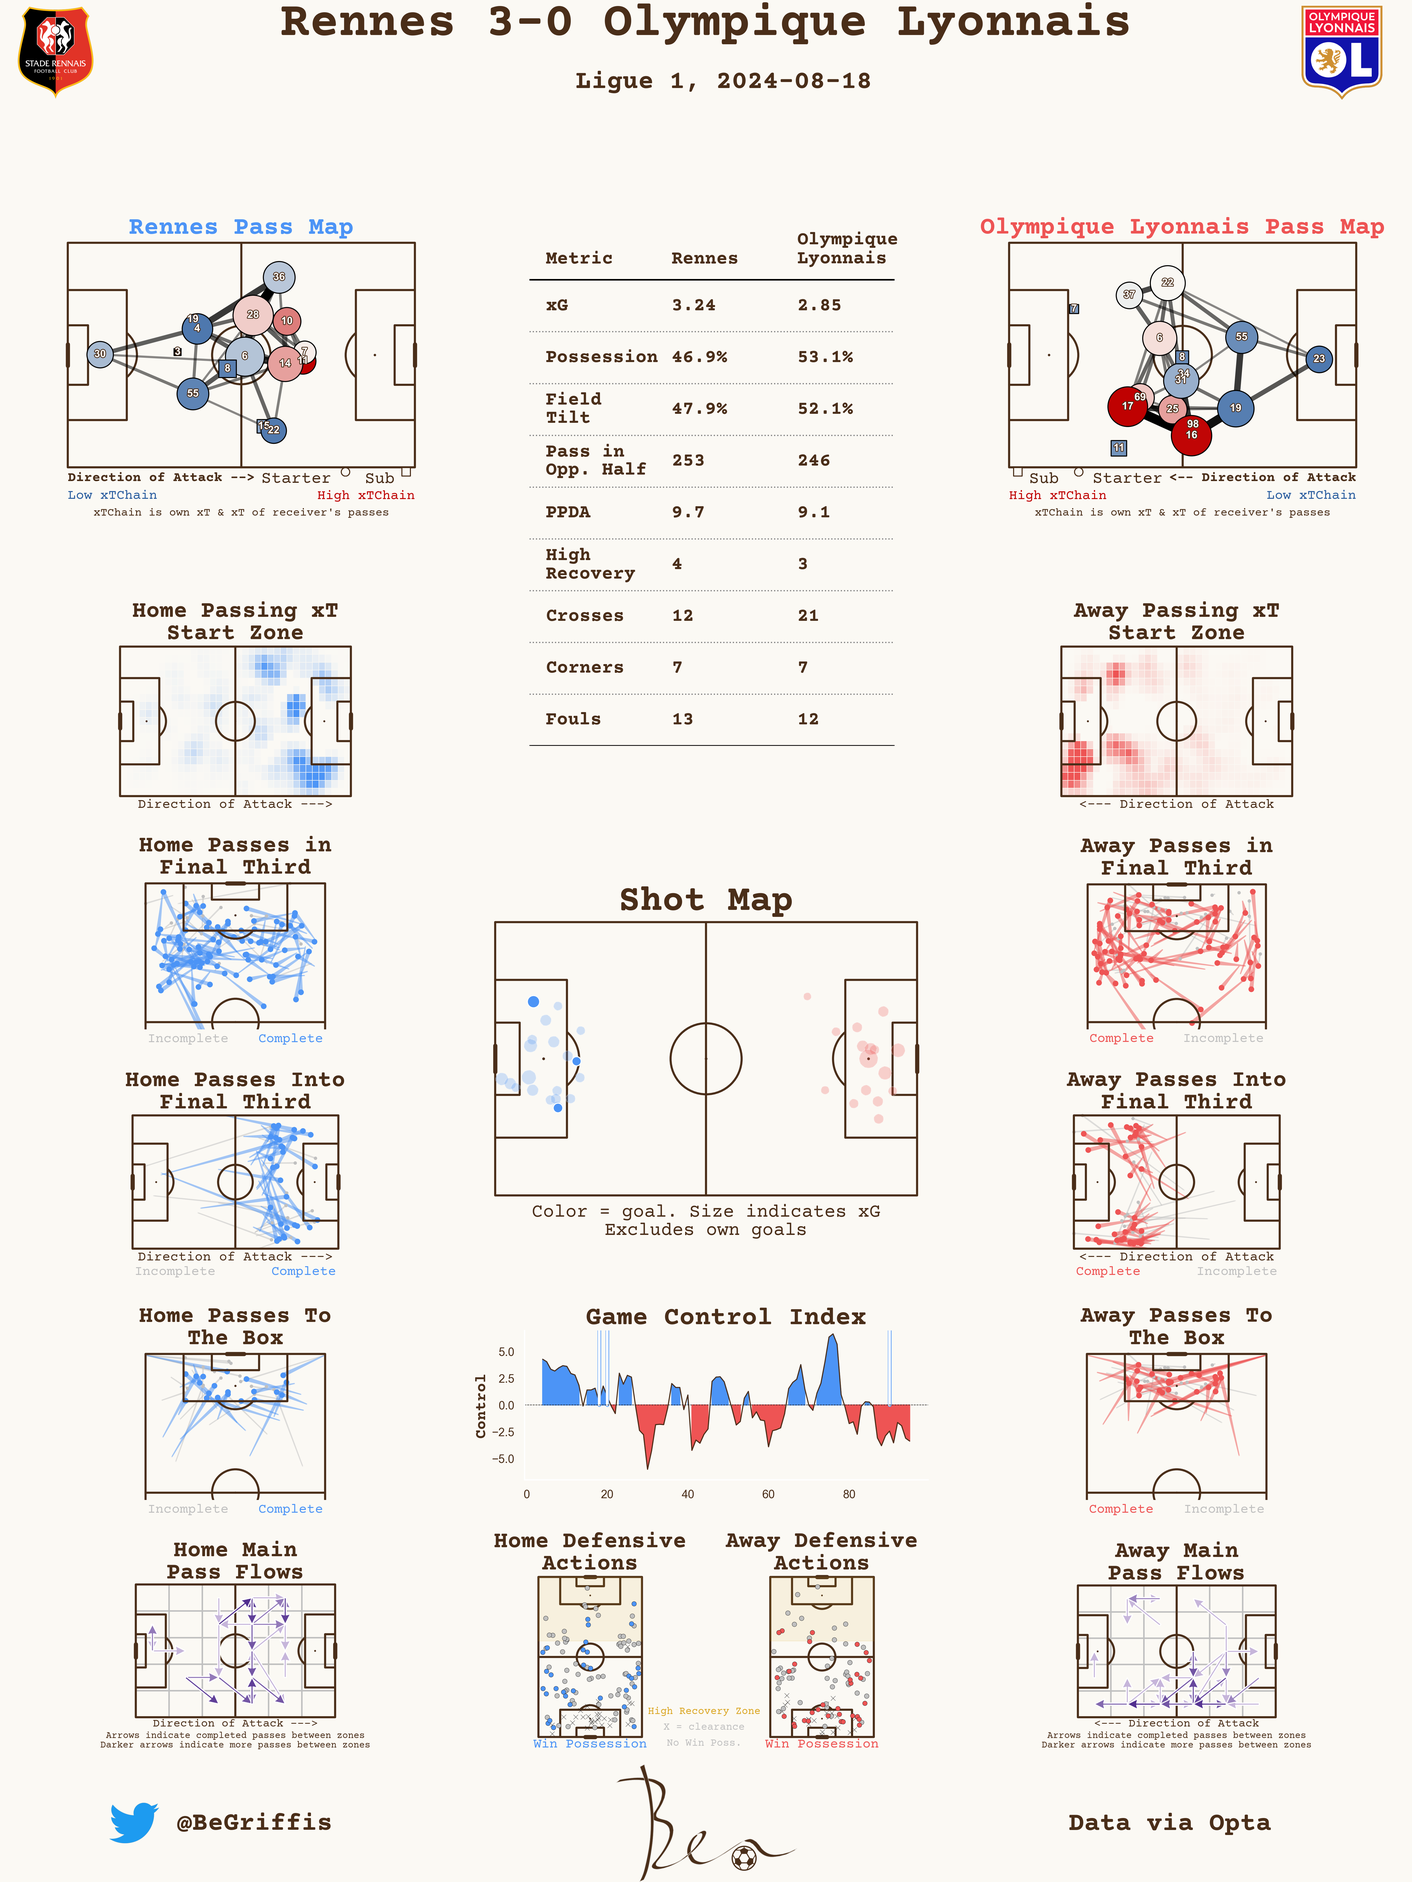 Rennes 3-0 Olympique Lyonnais
Ligue 1, 2024-08-18
STADE RENNAIS
FOOTBALL CLUB
1901
OLYMPIQUE
LYONNAIS
OL
Rennes Pass Map
36
28
10
19
4
3
30
6
7
11
14
8
55
15
22
Direction of Attack --> Starter Sub
Low xTChain High xTChain
xTChain is own xT & xT of receiver's passes
Metric Rennes Olympique Lyonnais
xG 3.24 2.85
Possession 46.9% 53.1%
Field Tilt 47.9% 52.1%
Pass in Opp. Half 253 246
PPDA 9.7 9.1
High Recovery 4 3
Crosses 12 21
Corners 7 7
Fouls 13 12
Olympique Lyonnais Pass Map
22
37
7
6
55
8
23
34
31
69
17
25
19
98
16
11
Sub Starter <-- Direction of Attack
High xTChain Low xTChain
xTChain is own xT & xT of receiver's passes
Home Passing xT
Start Zone
Direction of Attack --->
Away Passing xT
Start Zone
<--- Direction of Attack
Home Passes in
Final Third
Incomplete Complete
Away Passes in
Final Third
Complete Incomplete
Shot Map
Color = goal. Size indicates xG
Excludes own goals
Home Passes Into
Final Third
Direction of Attack --->
Incomplete Complete
Away Passes Into
Final Third
<--- Direction of Attack
Complete Incomplete
Home Passes To
The Box
Incomplete Complete
Game Control Index
Control
5.0
2.5
0.0
−2.5
−5.0
0 20 40 60 80
Away Passes To
The Box
Complete Incomplete
Home Main
Pass Flows
Direction of Attack --->
Arrows indicate completed passes between zones
Darker arrows indicate more passes between zones
Home Defensive
Actions
Win Possession
Away Defensive
Actions
Win Possession
High Recovery Zone
X = clearance
No Win Poss.
Away Main
Pass Flows
<--- Direction of Attack
Arrows indicate completed passes between zones
Darker arrows indicate more passes between zones
@BeGriffis
Ben
Data via Opta